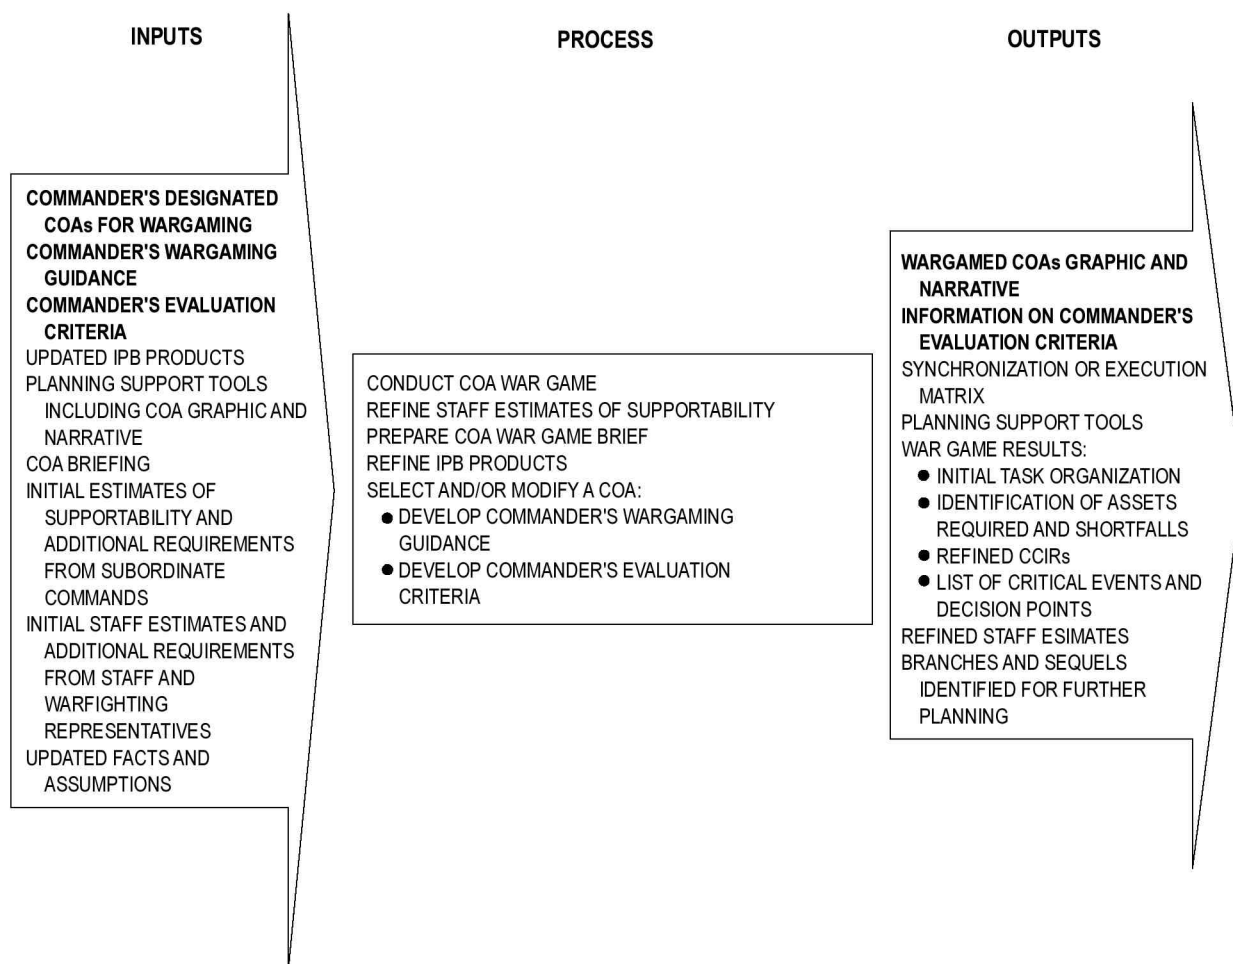 INPUTS
COMMANDER'S DESIGNATED
COAs FOR WARGAMING
COMMANDER'S WARGAMING
GUIDANCE
COMMANDER'S EVALUATION
CRITERIA
UPDATED IPB PRODUCTS
PLANNING SUPPORT TOOLS
INCLUDING COA GRAPHIC AND
NARRATIVE
COA BRIEFING
INITIAL ESTIMATES OF
SUPPORTABILITY AND
ADDITIONAL REQUIREMENTS
FROM SUBORDINATE
COMMANDS
INITIAL STAFF ESTIMATES AND
ADDITIONAL REQUIREMENTS
FROM STAFF AND
WARFIGHTING
REPRESENTATIVES
UPDATED FACTS AND
ASSUMPTIONS
PROCESS
CONDUCT COA WAR GAME
REFINE STAFF ESTIMATES OF SUPPORTABILITY
PREPARE COA WAR GAME BRIEF
REFINE IPB PRODUCTS
SELECT AND/OR MODIFY A COA:
● DEVELOP COMMANDER'S WARGAMING
GUIDANCE
● DEVELOP COMMANDER'S EVALUATION
CRITERIA
OUTPUTS
WARGAMED COAs GRAPHIC AND
NARRATIVE
INFORMATION ON COMMANDER'S
EVALUATION CRITERIA
SYNCHRONIZATION OR EXECUTION
MATRIX
PLANNING SUPPORT TOOLS
WAR GAME RESULTS:
● INITIAL TASK ORGANIZATION
● IDENTIFICATION OF ASSETS
REQUIRED AND SHORTFALLS
● REFINED CCIRs
● LIST OF CRITICAL EVENTS AND
DECISION POINTS
REFINED STAFF ESIMATES
BRANCHES AND SEQUELS
IDENTIFIED FOR FURTHER
PLANNING